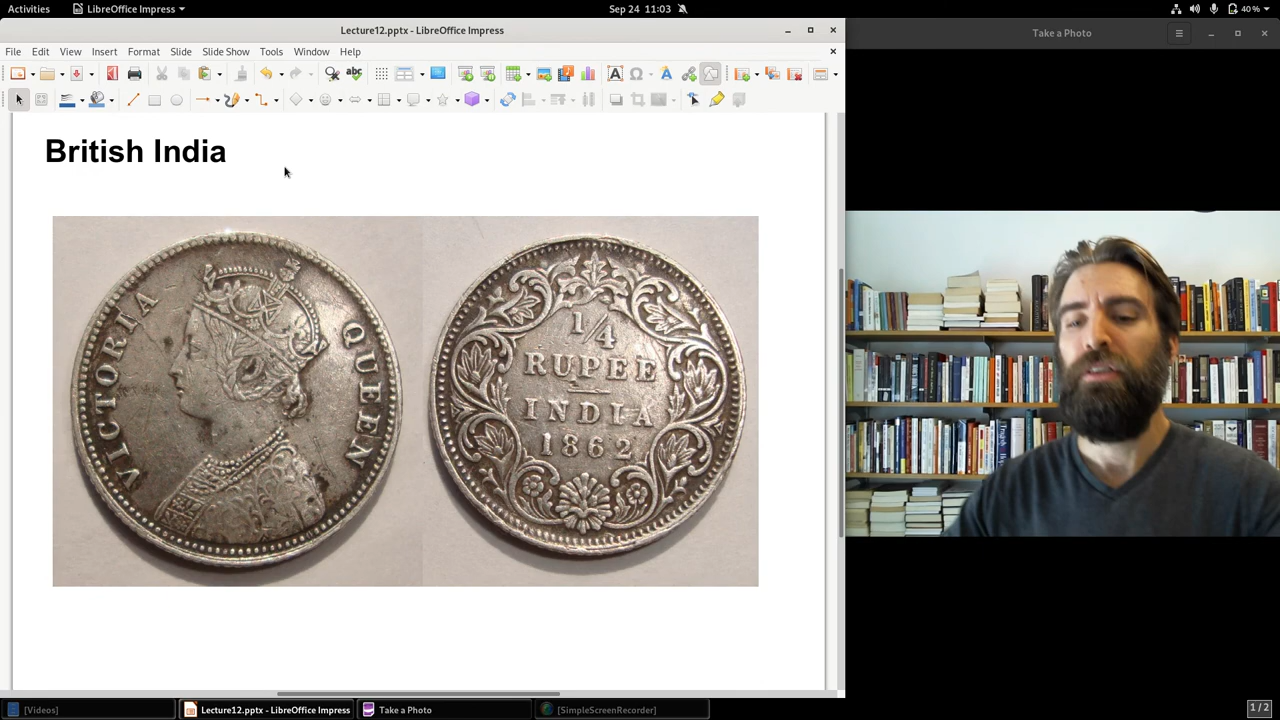 Activities
LibreOffice Impress
Sep 24 11:03
40 %
Lecture12.pptx - LibreOffice Impress
Take a Photo
File Edit View Insert Format Slide Slide Show Tools Window Help
British India
VICTORIA QUEEN
1/4
RUPEE
INDIA
1862
[Videos]
Lecture12.pptx - LibreOffice Impress
Take a Photo
[SimpleScreenRecorder]
1 / 2